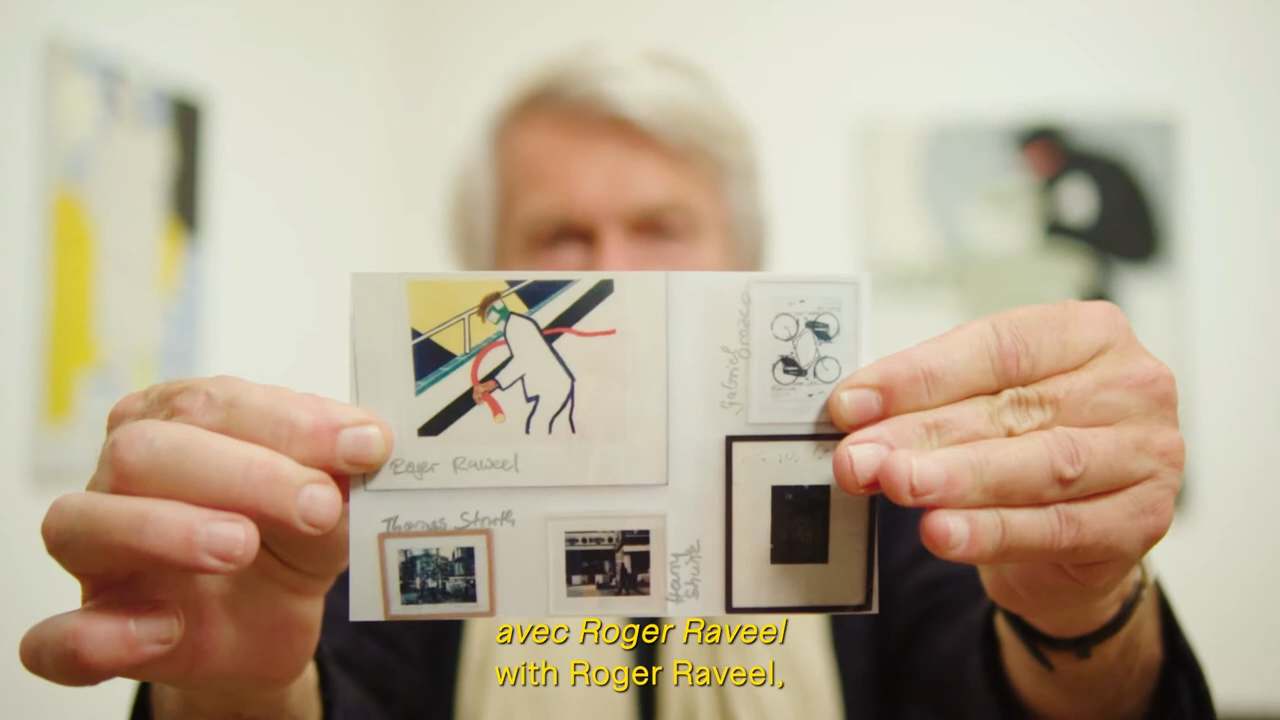 Roger Raveel
Gabriel
Orozco
Thomas Struth
Harry
Shunk
avec Roger Raveel
with Roger Raveel,